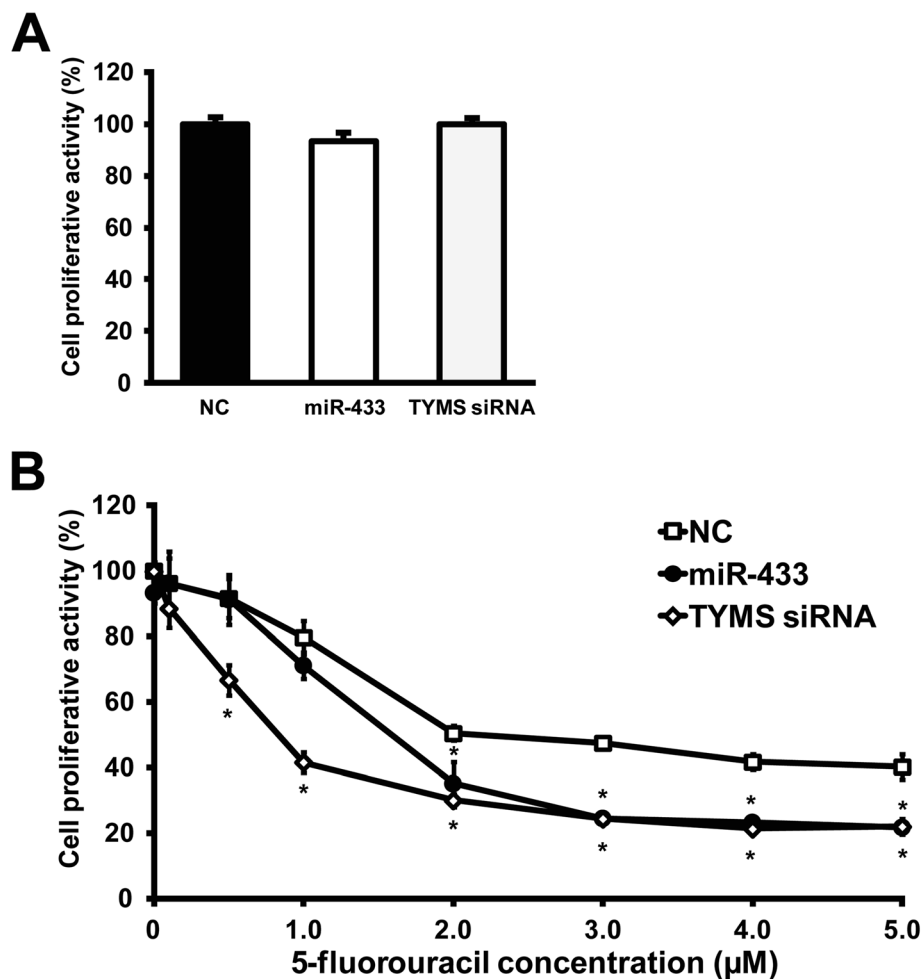 A
Cell proliferative activity (%)
120
100
80
60
40
20
0
NC miR-433 TYMS siRNA
B
Cell proliferative activity (%)
120
100
80
60
40
20
0
NC
miR-433
TYMS siRNA
*
*
*
*
*
*
*
*
*
*
0 1.0 2.0 3.0 4.0 5.0
5-fluorouracil concentration (µM)